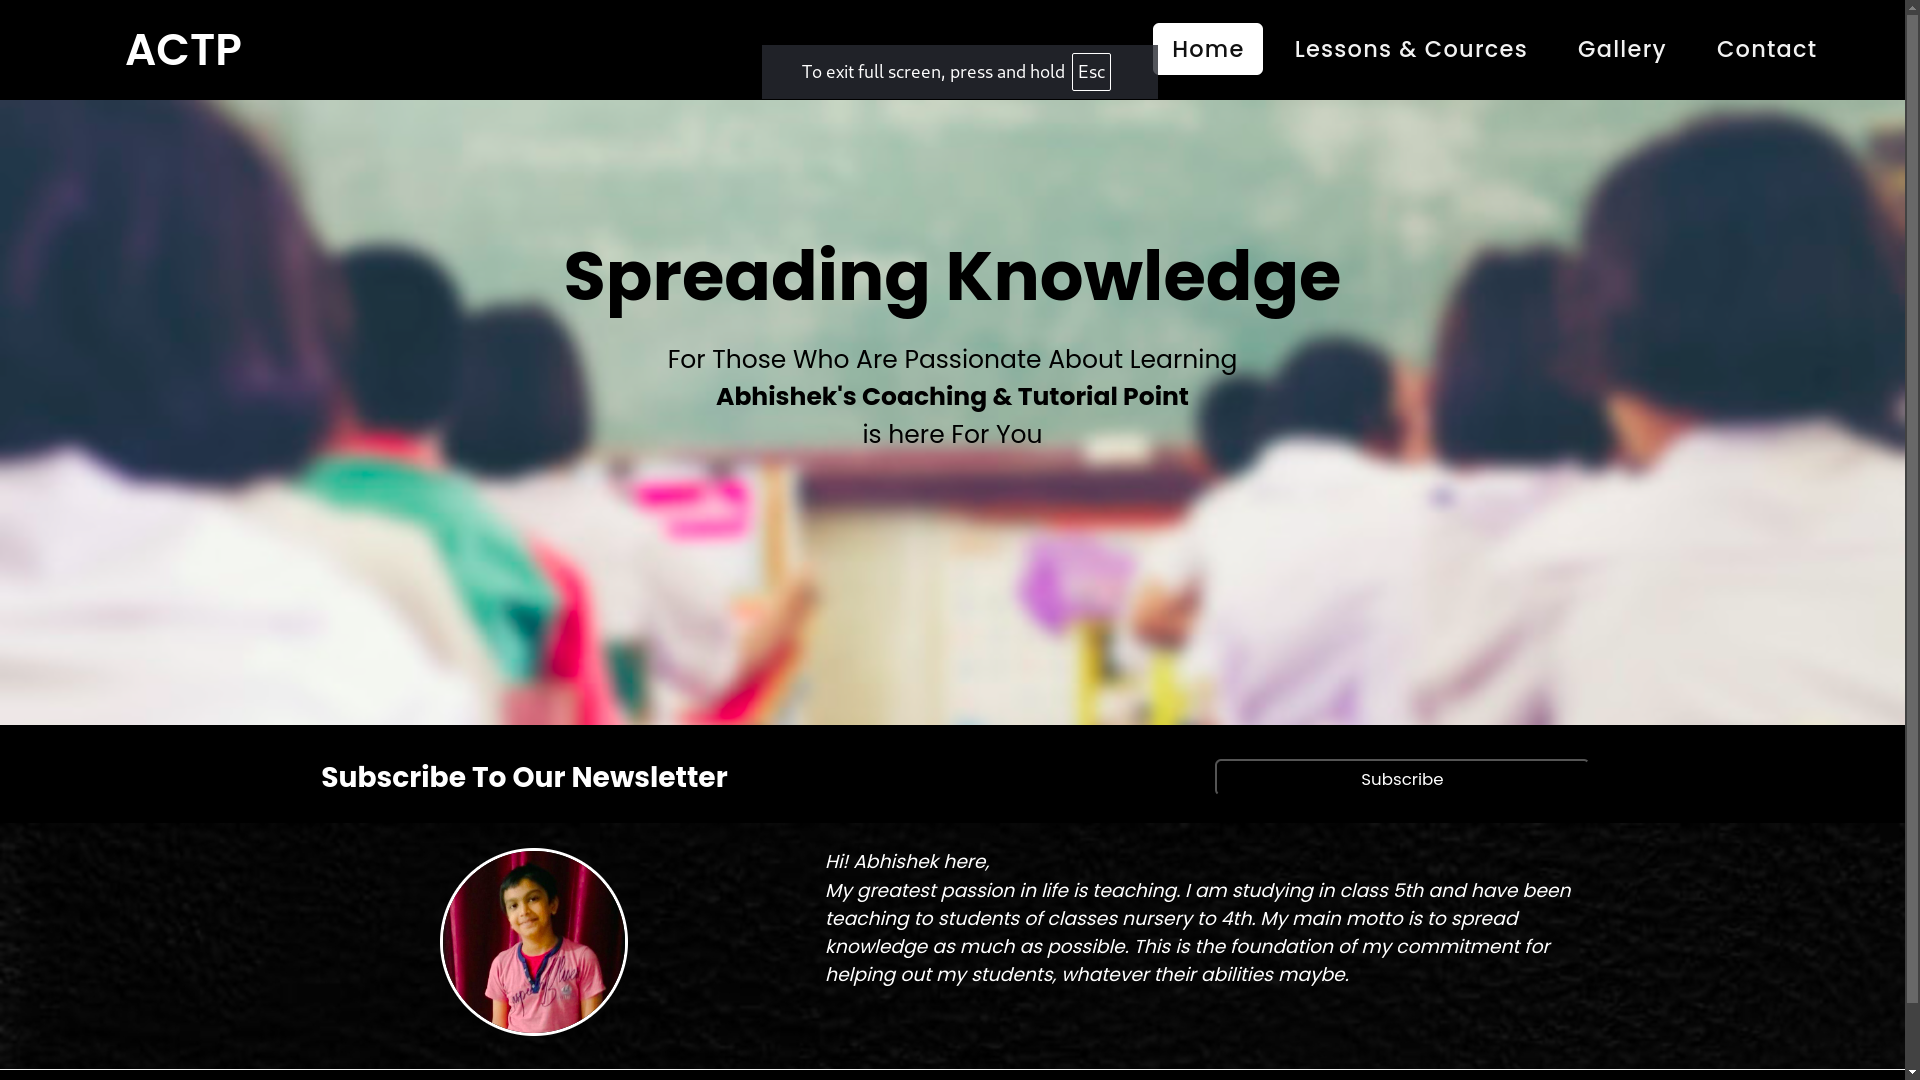 ACTP
Home
Lessons & Cources
Gallery
Contact
To exit full screen, press and hold Esc
Spreading Knowledge
For Those Who Are Passionate About Learning
Abhishek's Coaching & Tutorial Point
is here For You
Subscribe To Our Newsletter
Subscribe
Hi! Abhishek here,
My greatest passion in life is teaching. I am studying in class 5th and have been
teaching to students of classes nursery to 4th. My main motto is to spread
knowledge as much as possible. This is the foundation of my commitment for
helping out my students, whatever their abilities maybe.